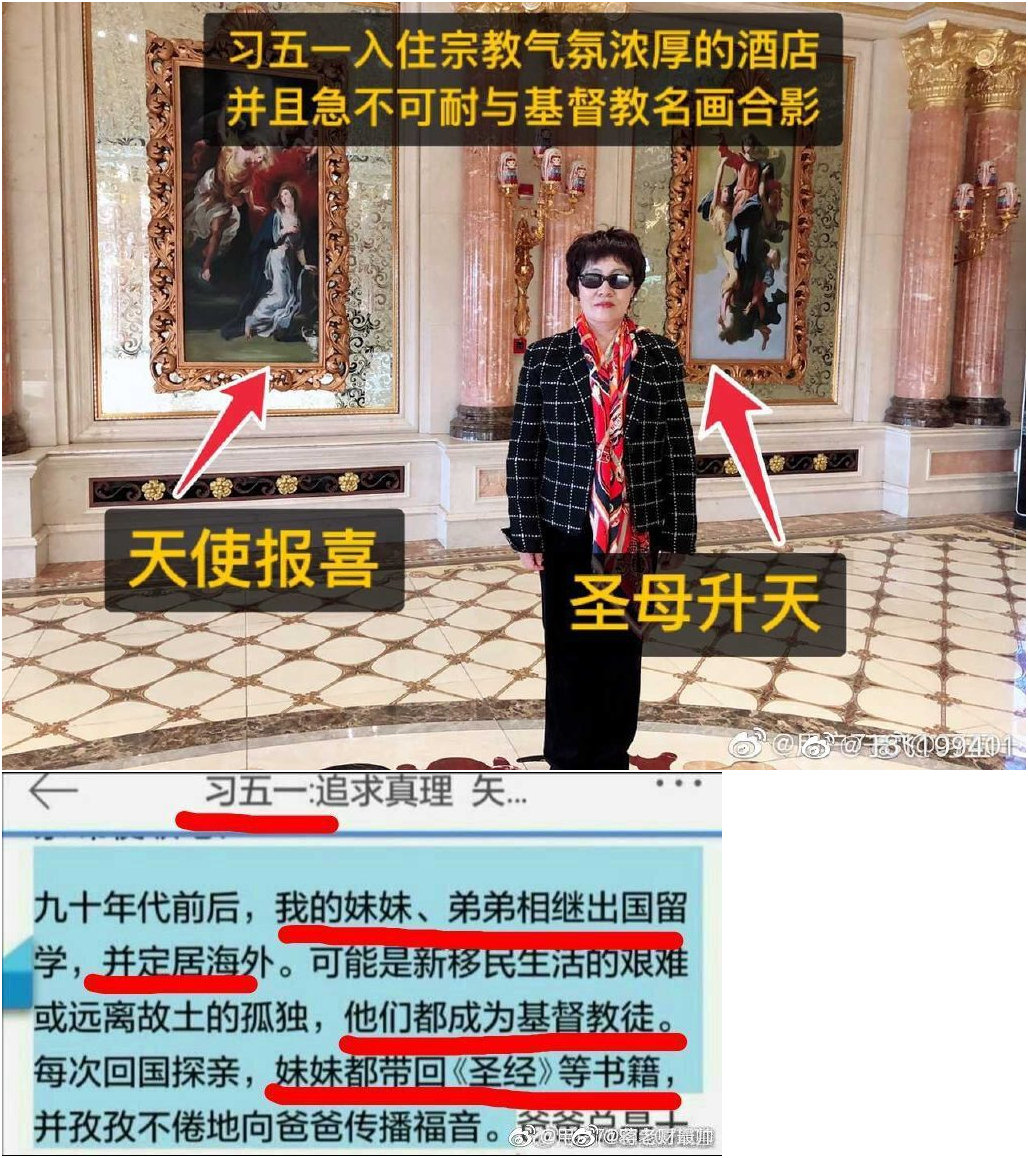 习五一入住宗教气氛浓厚的酒店
并且急不可耐与基督教名画合影
天使报喜
圣母升天
习五一:追求真理 矢...
九十年代前后，我的妹妹、弟弟相继出国留
学，并定居海外。可能是新移民生活的艰难
或远离故土的孤独，他们都成为基督教徒。
每次回国探亲，妹妹都带回《圣经》等书籍，
并孜孜不倦地向爸爸传播福音。